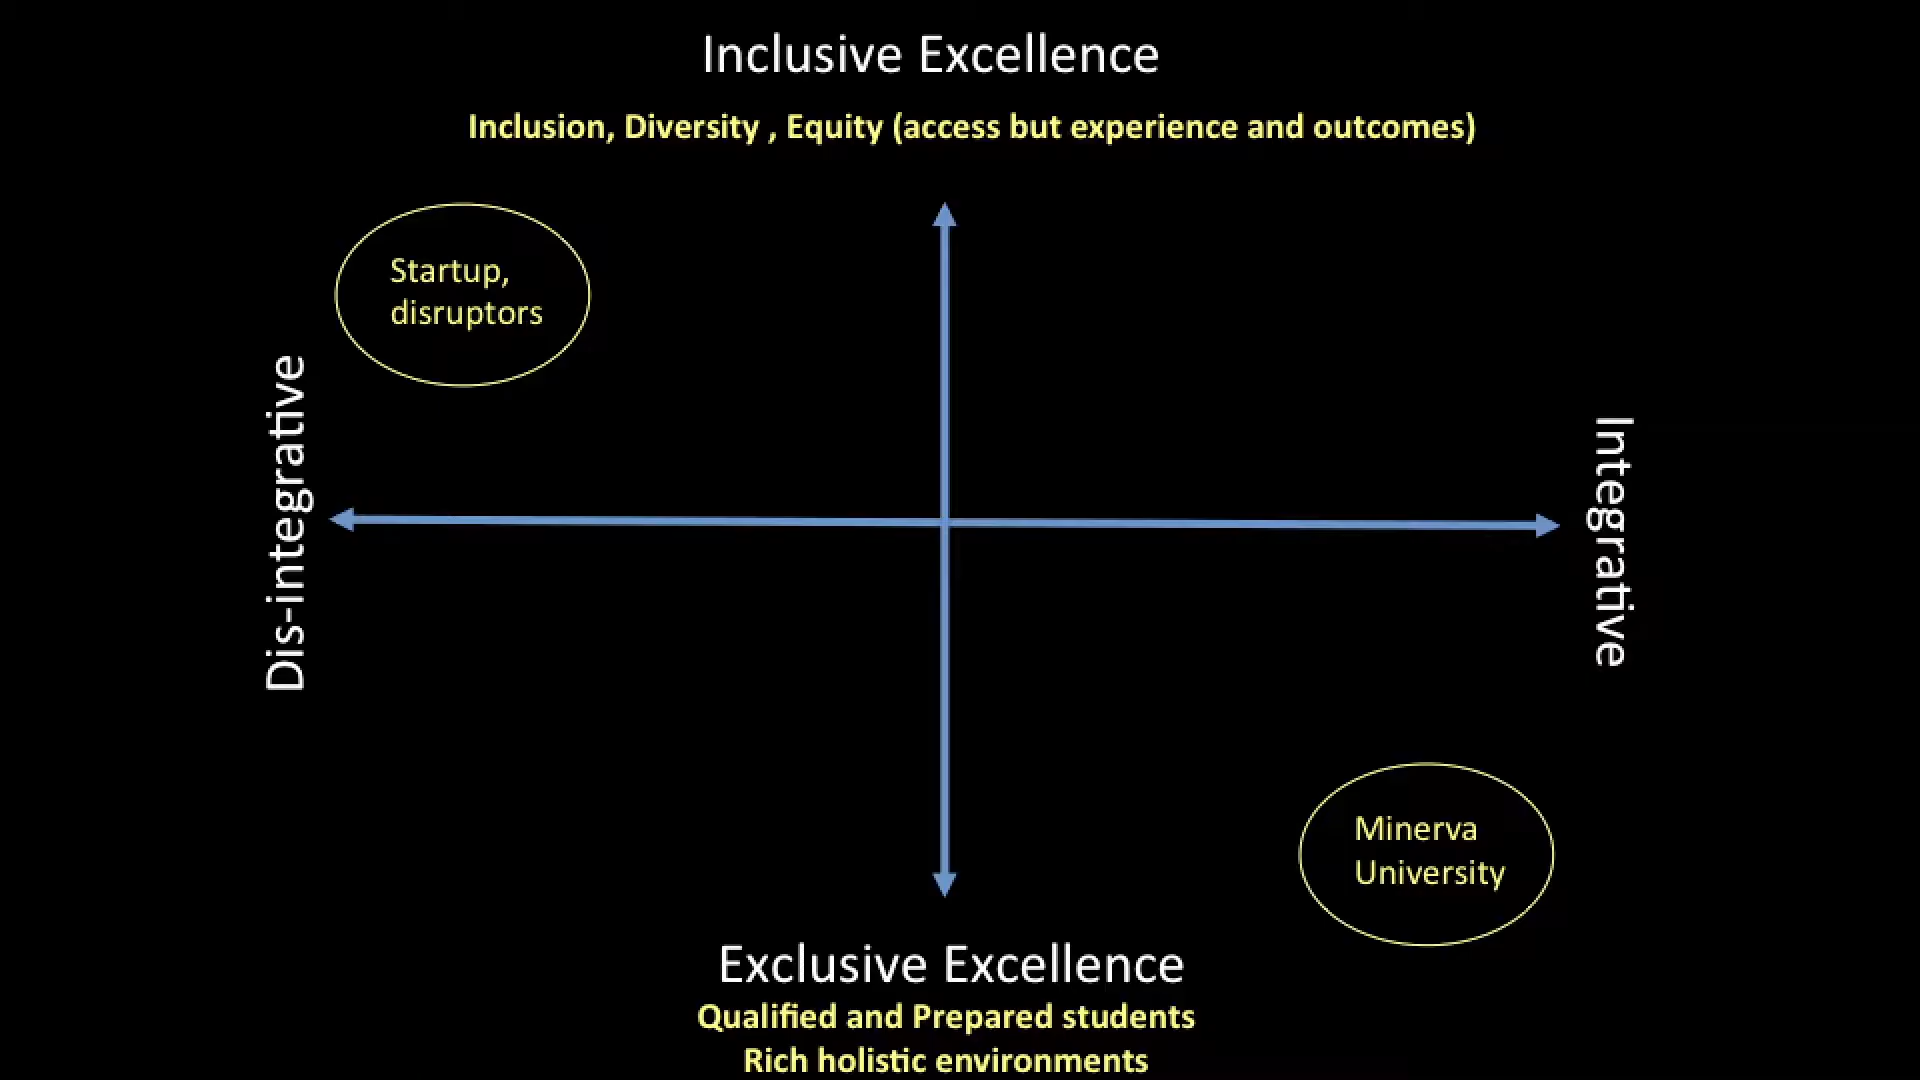 Inclusive Excellence
Inclusion, Diversity , Equity (access but experience and outcomes)
Startup,
disruptors
Dis-integrative
Integrative
Minerva
University
Exclusive Excellence
Qualified and Prepared students
Rich holistic environments